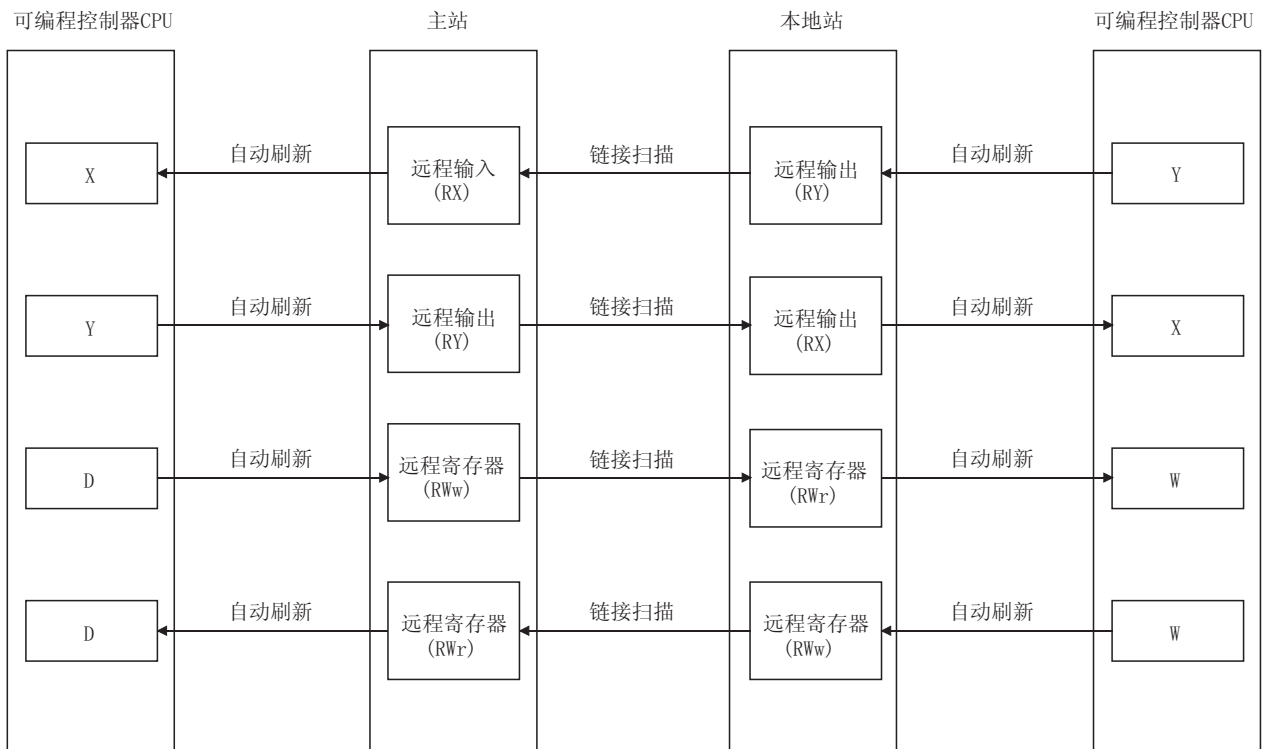 可编程控制器CPU
主站
本地站
可编程控制器CPU
X
自动刷新
远程输入
(RX)
链接扫描
远程输出
(RY)
自动刷新
Y
Y
自动刷新
远程输出
(RY)
链接扫描
远程输出
(RX)
自动刷新
X
D
自动刷新
远程寄存器
(RWw)
链接扫描
远程寄存器
(RWr)
自动刷新
W
D
自动刷新
远程寄存器
(RWr)
链接扫描
远程寄存器
(RWw)
自动刷新
W